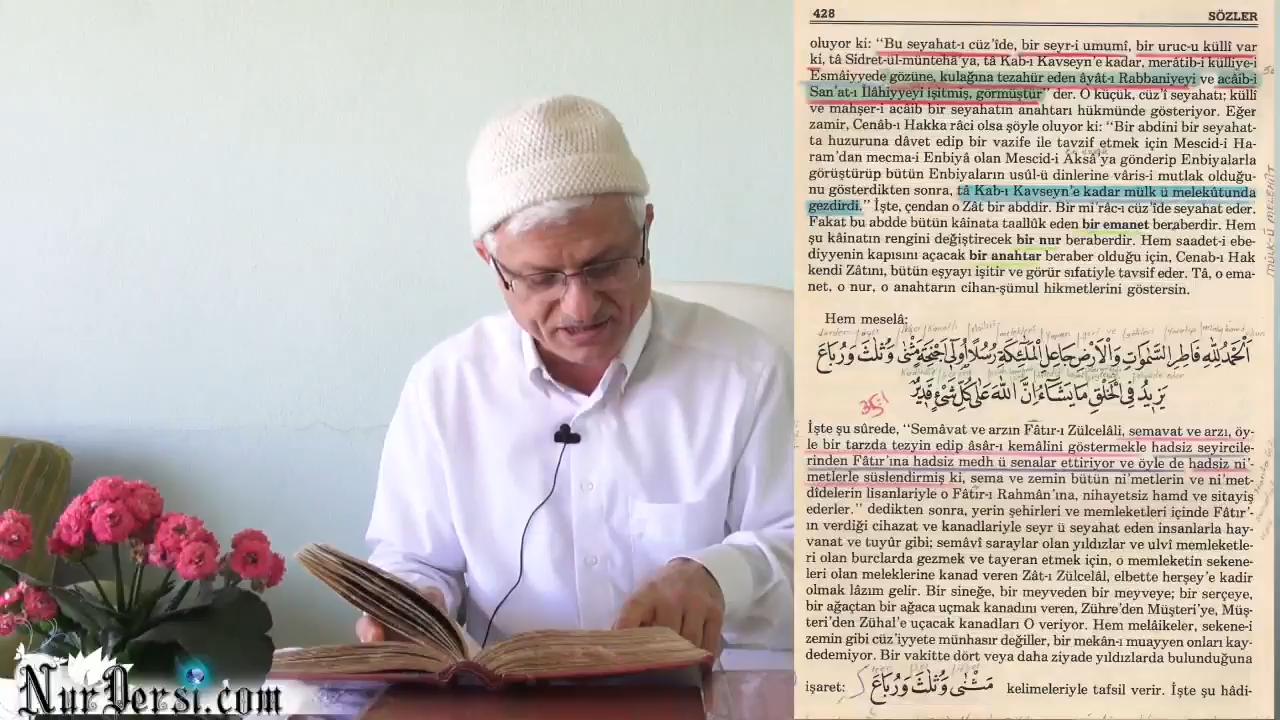 428 SÖZLER
oluyor ki: "Bu seyahat-ı cüz'îde, bir seyr-i umumî, bir uruc-u küllî var
ki, tâ Sidret-ül-müntehâ'ya, tâ Kab-ı Kavseyn'e kadar, merâtib-i külliye-i
Esmâiyyede gözüne, kulağına tezahür eden âyât-ı Rabbaniyeyi ve acâib-i
San'at-ı İlâhiyyeyi işitmiş, görmüştür" der. O küçük, cüz'î seyahatı; küllî
ve mahşer-i acâib bir seyahatın anahtarı hükmünde gösteriyor. Eğer
zamir, Cenâb-ı Hakka râci olsa şöyle oluyor ki: "Bir abdini bir seyahat-
ta huzuruna dâvet edip bir vazife ile tavzif etmek için Mescid-i Ha-
ram'dan mecma-i Enbiyâ olan Mescid-i Aksâ'ya gönderip Enbiyalarla
görüştürüp bütün Enbiyaların usûl-ü dinlerine vâris-i mutlak olduğu-
nu gösterdikten sonra, tâ Kab-ı Kavseyn'e kadar mülk ü melekûtunda
gezdirdi." İşte, çendan o Zât bir abddir. Bir mi'râc-ı cüz'îde seyahat eder.
Fakat bu abdde bütün kâinata taallûk eden bir emanet beraberdir. Hem
şu kâinatın rengini değiştirecek bir nur beraberdir. Hem saadet-i ebe-
diyyenin kapısını açacak bir anahtar beraber olduğu için, Cenab-ı Hak
kendi Zâtını, bütün eşyayı işitir ve görür sıfatiyle tavsif eder. Tâ, o ema-
net, o nur, o anahtarın cihan-şümul hikmetlerini göstersin.
MÜLK-Ü MELEKÛT
Hem meselâ:
اَلْحَمْدُ لِلّٰهِ فَاطِرِ السَّمٰوَاتِ وَالْاَرْضِ جَاعِلِ الْمَلٰٓئِكَةِ رُسُلًا اُولٖٓى اَجْنِحَةٍ مَثْنٰى وَثُلٰثَ وَرُبَاعَ
يَزٖيدُ فِى الْخَلْقِ مَا يَشَٓاءُ اِنَّ اللّٰهَ عَلٰى كُلِّ شَىْءٍ قَدٖيرٌ
35:1
İşte şu sûrede, "Semâvat ve arzın Fâtır-ı Zülcelâli, semavat ve arzı, öy-
le bir tarzda tezyin edip âsâr-ı kemâlini göstermekle hadsiz seyircile-
rinden Fâtır'ına hadsiz medh ü senalar ettiriyor ve öyle de hadsiz ni'-
metlerle süslendirmiş ki, sema ve zemin bütün ni'metlerin ve ni'met-
dîdelerin lisanlariyle o Fâtır-ı Rahmân'ına, nihayetsiz hamd ve sitayiş
ederler." dedikten sonra, yerin şehirleri ve memleketleri içinde Fâtır'-
ın verdiği cihazat ve kanadlariyle seyr ü seyahat eden insanlarla hay-
vanat ve tuyûr gibi; semâvî saraylar olan yıldızlar ve ulvî memleketle-
ri olan burclarda gezmek ve tayeran etmek için, o memleketin sekene-
leri olan meleklerine kanad veren Zât-ı Zülcelâl, elbette herşey'e kadir
olmak lâzım gelir. Bir sineğe, bir meyveden bir meyveye; bir serçeye,
bir ağaçtan bir ağaca uçmak kanadını veren, Zühre'den Müşteri'ye, Müş-
teri'den Zühal'e uçacak kanadları O veriyor. Hem melâikeler, sekene-i
zemin gibi cüz'iyyete münhasır değiller, bir mekân-ı muayyen onları kay-
dedemiyor. Bir vakitte dört veya daha ziyade yıldızlarda bulunduğuna
işaret: مَثْنٰى وَثُلٰثَ وَرُبَاعَ kelimeleriyle tafsil verir. İşte şu hâdi-
NurDersi.com